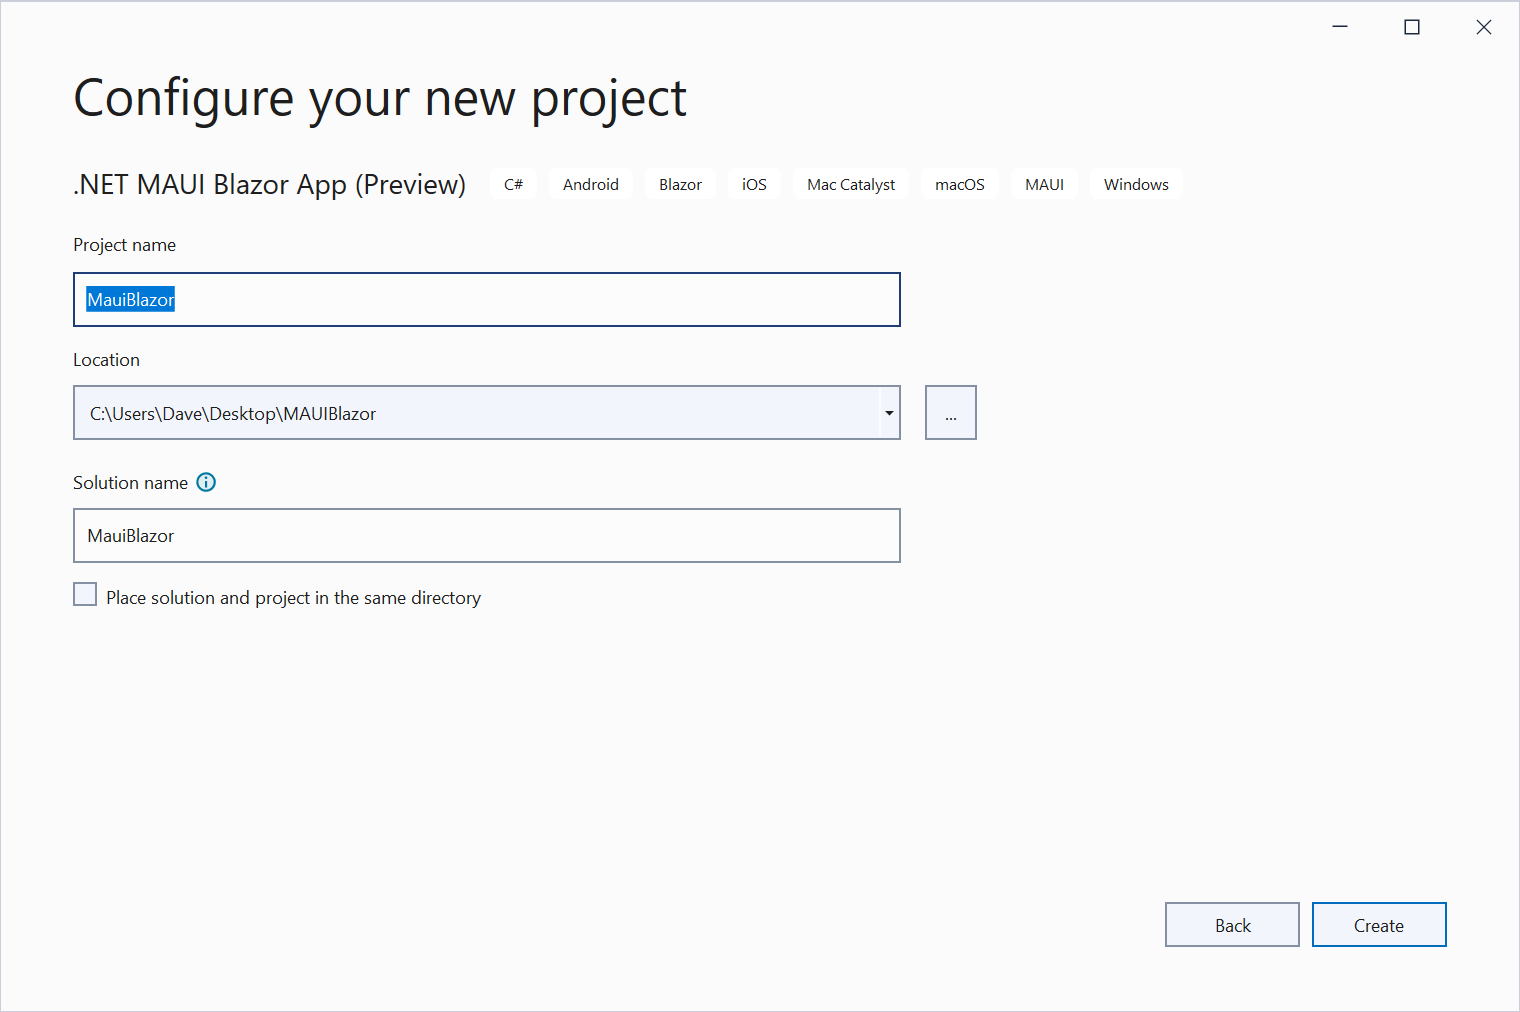 Configure your new project
.NET MAUI Blazor App (Preview) C# Android Blazor iOS Mac Catalyst macOS MAUI Windows
Project name
MauiBlazor
Location
C:\Users\Dave\Desktop\MAUIBlazor
...
Solution name
MauiBlazor
Place solution and project in the same directory
Back Create